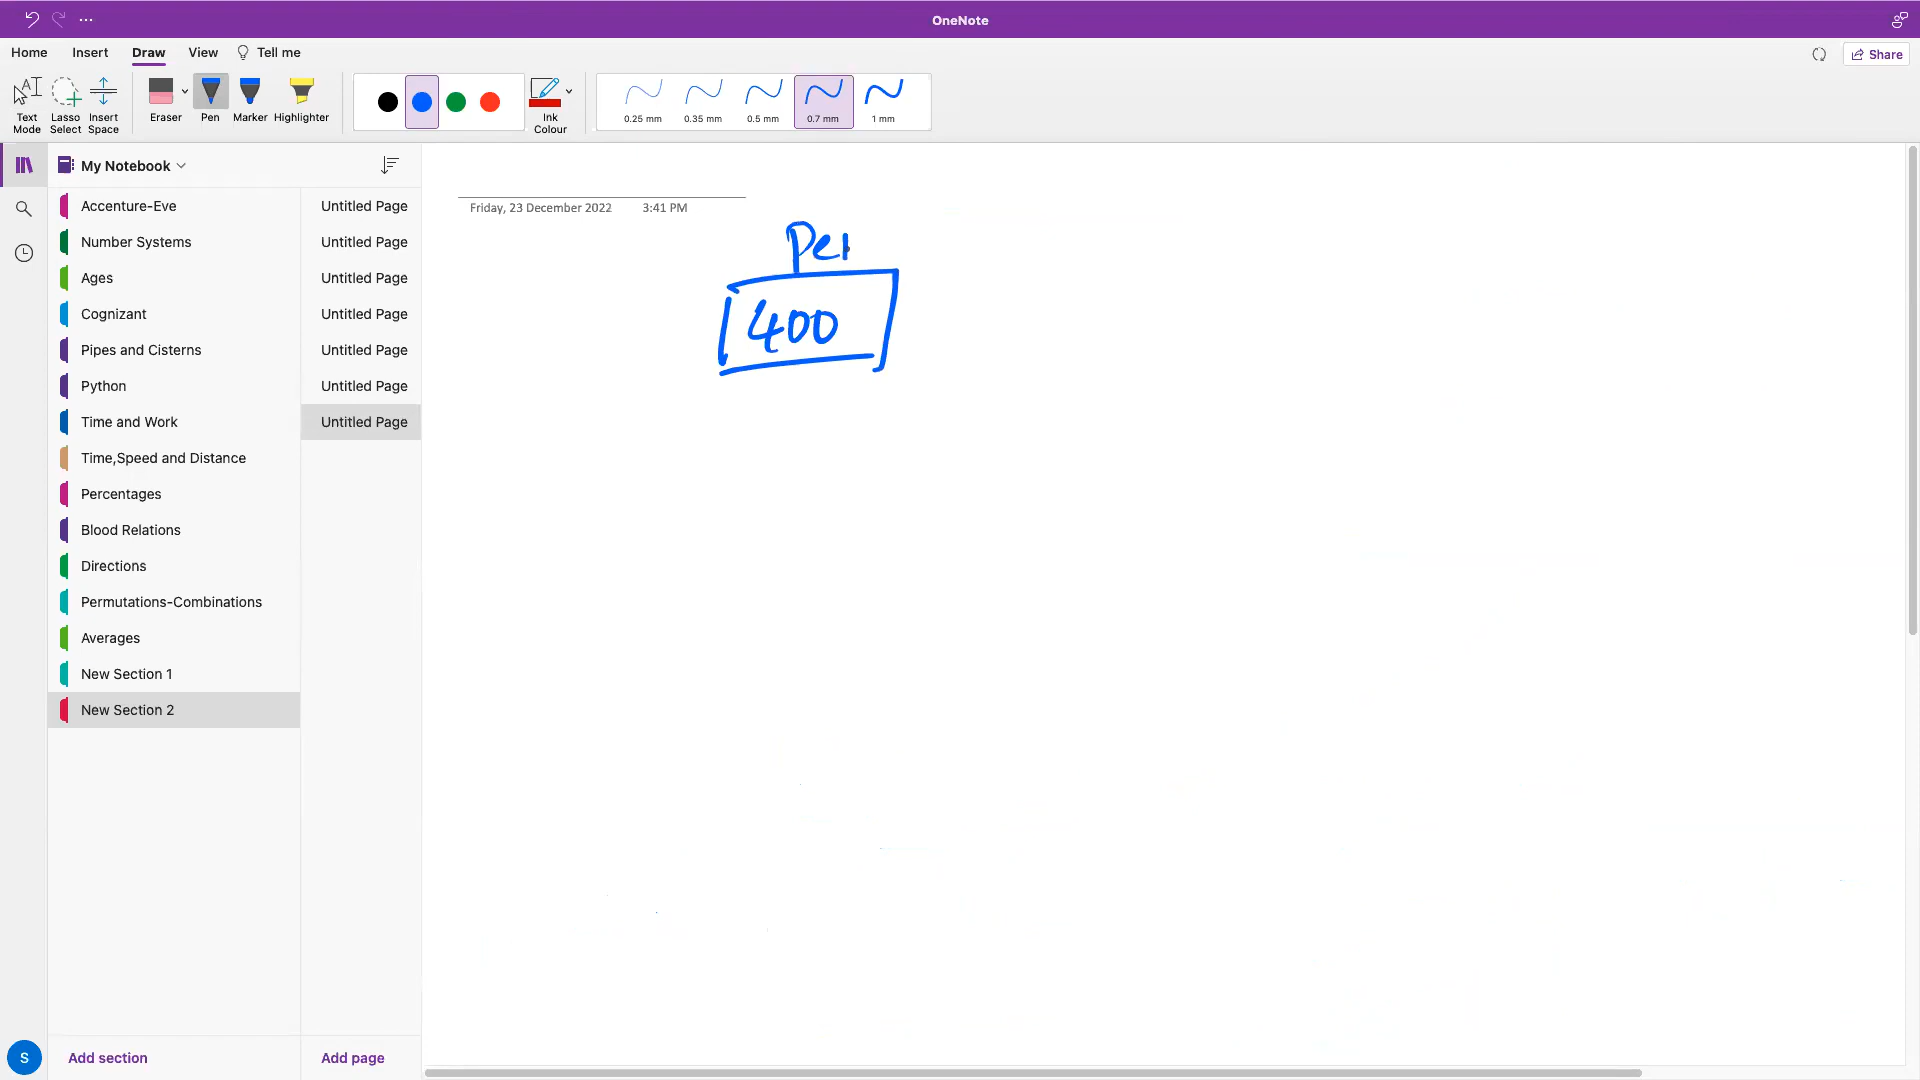 OneNote
Home Insert Draw View Tell me
Share
Text Mode
Lasso Select
Insert Space
Eraser
Pen
Marker
Highlighter
Ink Colour
0.25 mm
0.35 mm
0.5 mm
0.7 mm
1 mm
My Notebook
Accenture-Eve
Number Systems
Ages
Cognizant
Pipes and Cisterns
Python
Time and Work
Time,Speed and Distance
Percentages
Blood Relations
Directions
Permutations-Combinations
Averages
New Section 1
New Section 2
Untitled Page
Untitled Page
Untitled Page
Untitled Page
Untitled Page
Untitled Page
Untitled Page
Friday, 23 December 2022 3:41 PM
Per
400
S
Add section
Add page